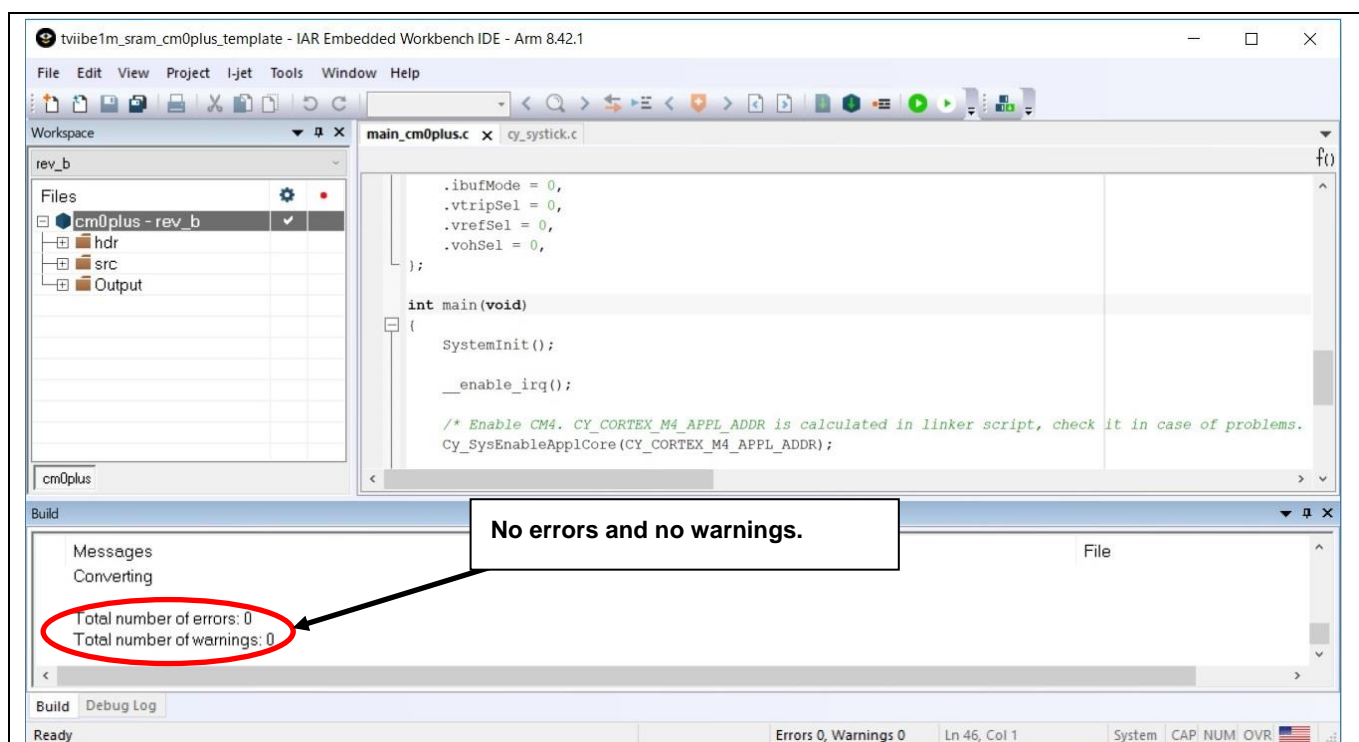 tviibe1m_sram_cm0plus_template - IAR Embedded Workbench IDE - Arm 8.42.1
File Edit View Project I-jet Tools Window Help
Workspace
main_cm0plus.c x cy_systick.c
rev_b
f()
Files
cm0plus - rev_b
hdr
src
Output
.ibufMode = 0,
.vtripSel = 0,
.vrefSel = 0,
.vohSel = 0,
};
int main(void)
{
SystemInit();
__enable_irq();
/* Enable CM4. CY_CORTEX_M4_APPL_ADDR is calculated in linker script, check it in case of problems.
Cy_SysEnableApplCore(CY_CORTEX_M4_APPL_ADDR);
cm0plus
Build
No errors and no warnings.
Messages File
Converting
Total number of errors: 0
Total number of warnings: 0
Build Debug Log
Ready Errors 0, Warnings 0 Ln 46, Col 1 System CAP NUM OVR